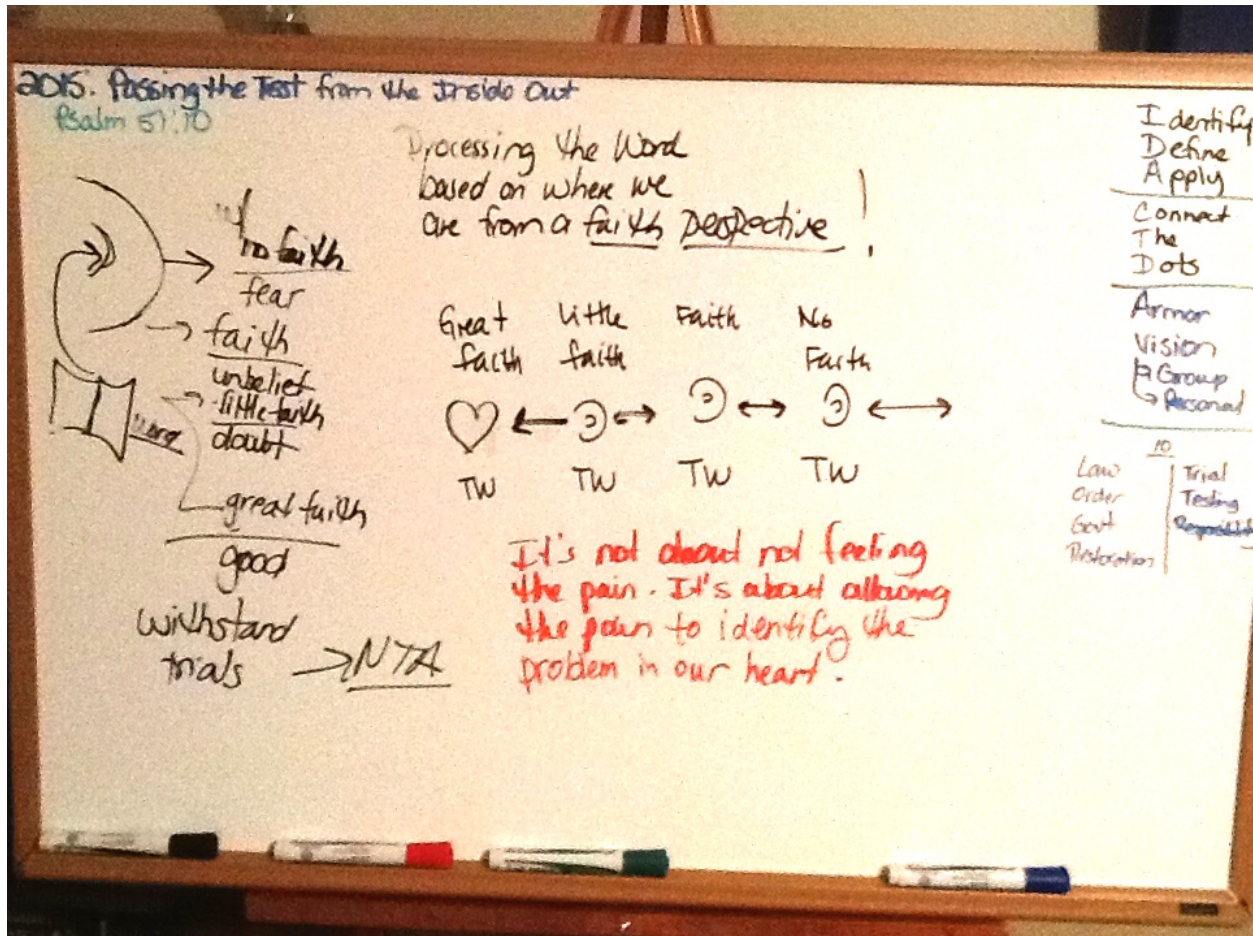 2015. Passing the Test from the Inside Out
Psalm 51:10
Processing the Word
based on where we
are from a faith perspective !
no faith
fear
faith
unbelief
little faith
doubt
great faith
good
withstand
trials → NTA
Great Little Faith No
faith faith Faith
TW TW TW TW
It's not about not feeling
the pain. It's about allowing
the pain to identify the
problem in our heart.
Identify
Define
Apply
Connect
The
Dots
Armor
Vision
Group
Personal
10
Law Trial
Order Testing
Govt
Restoration